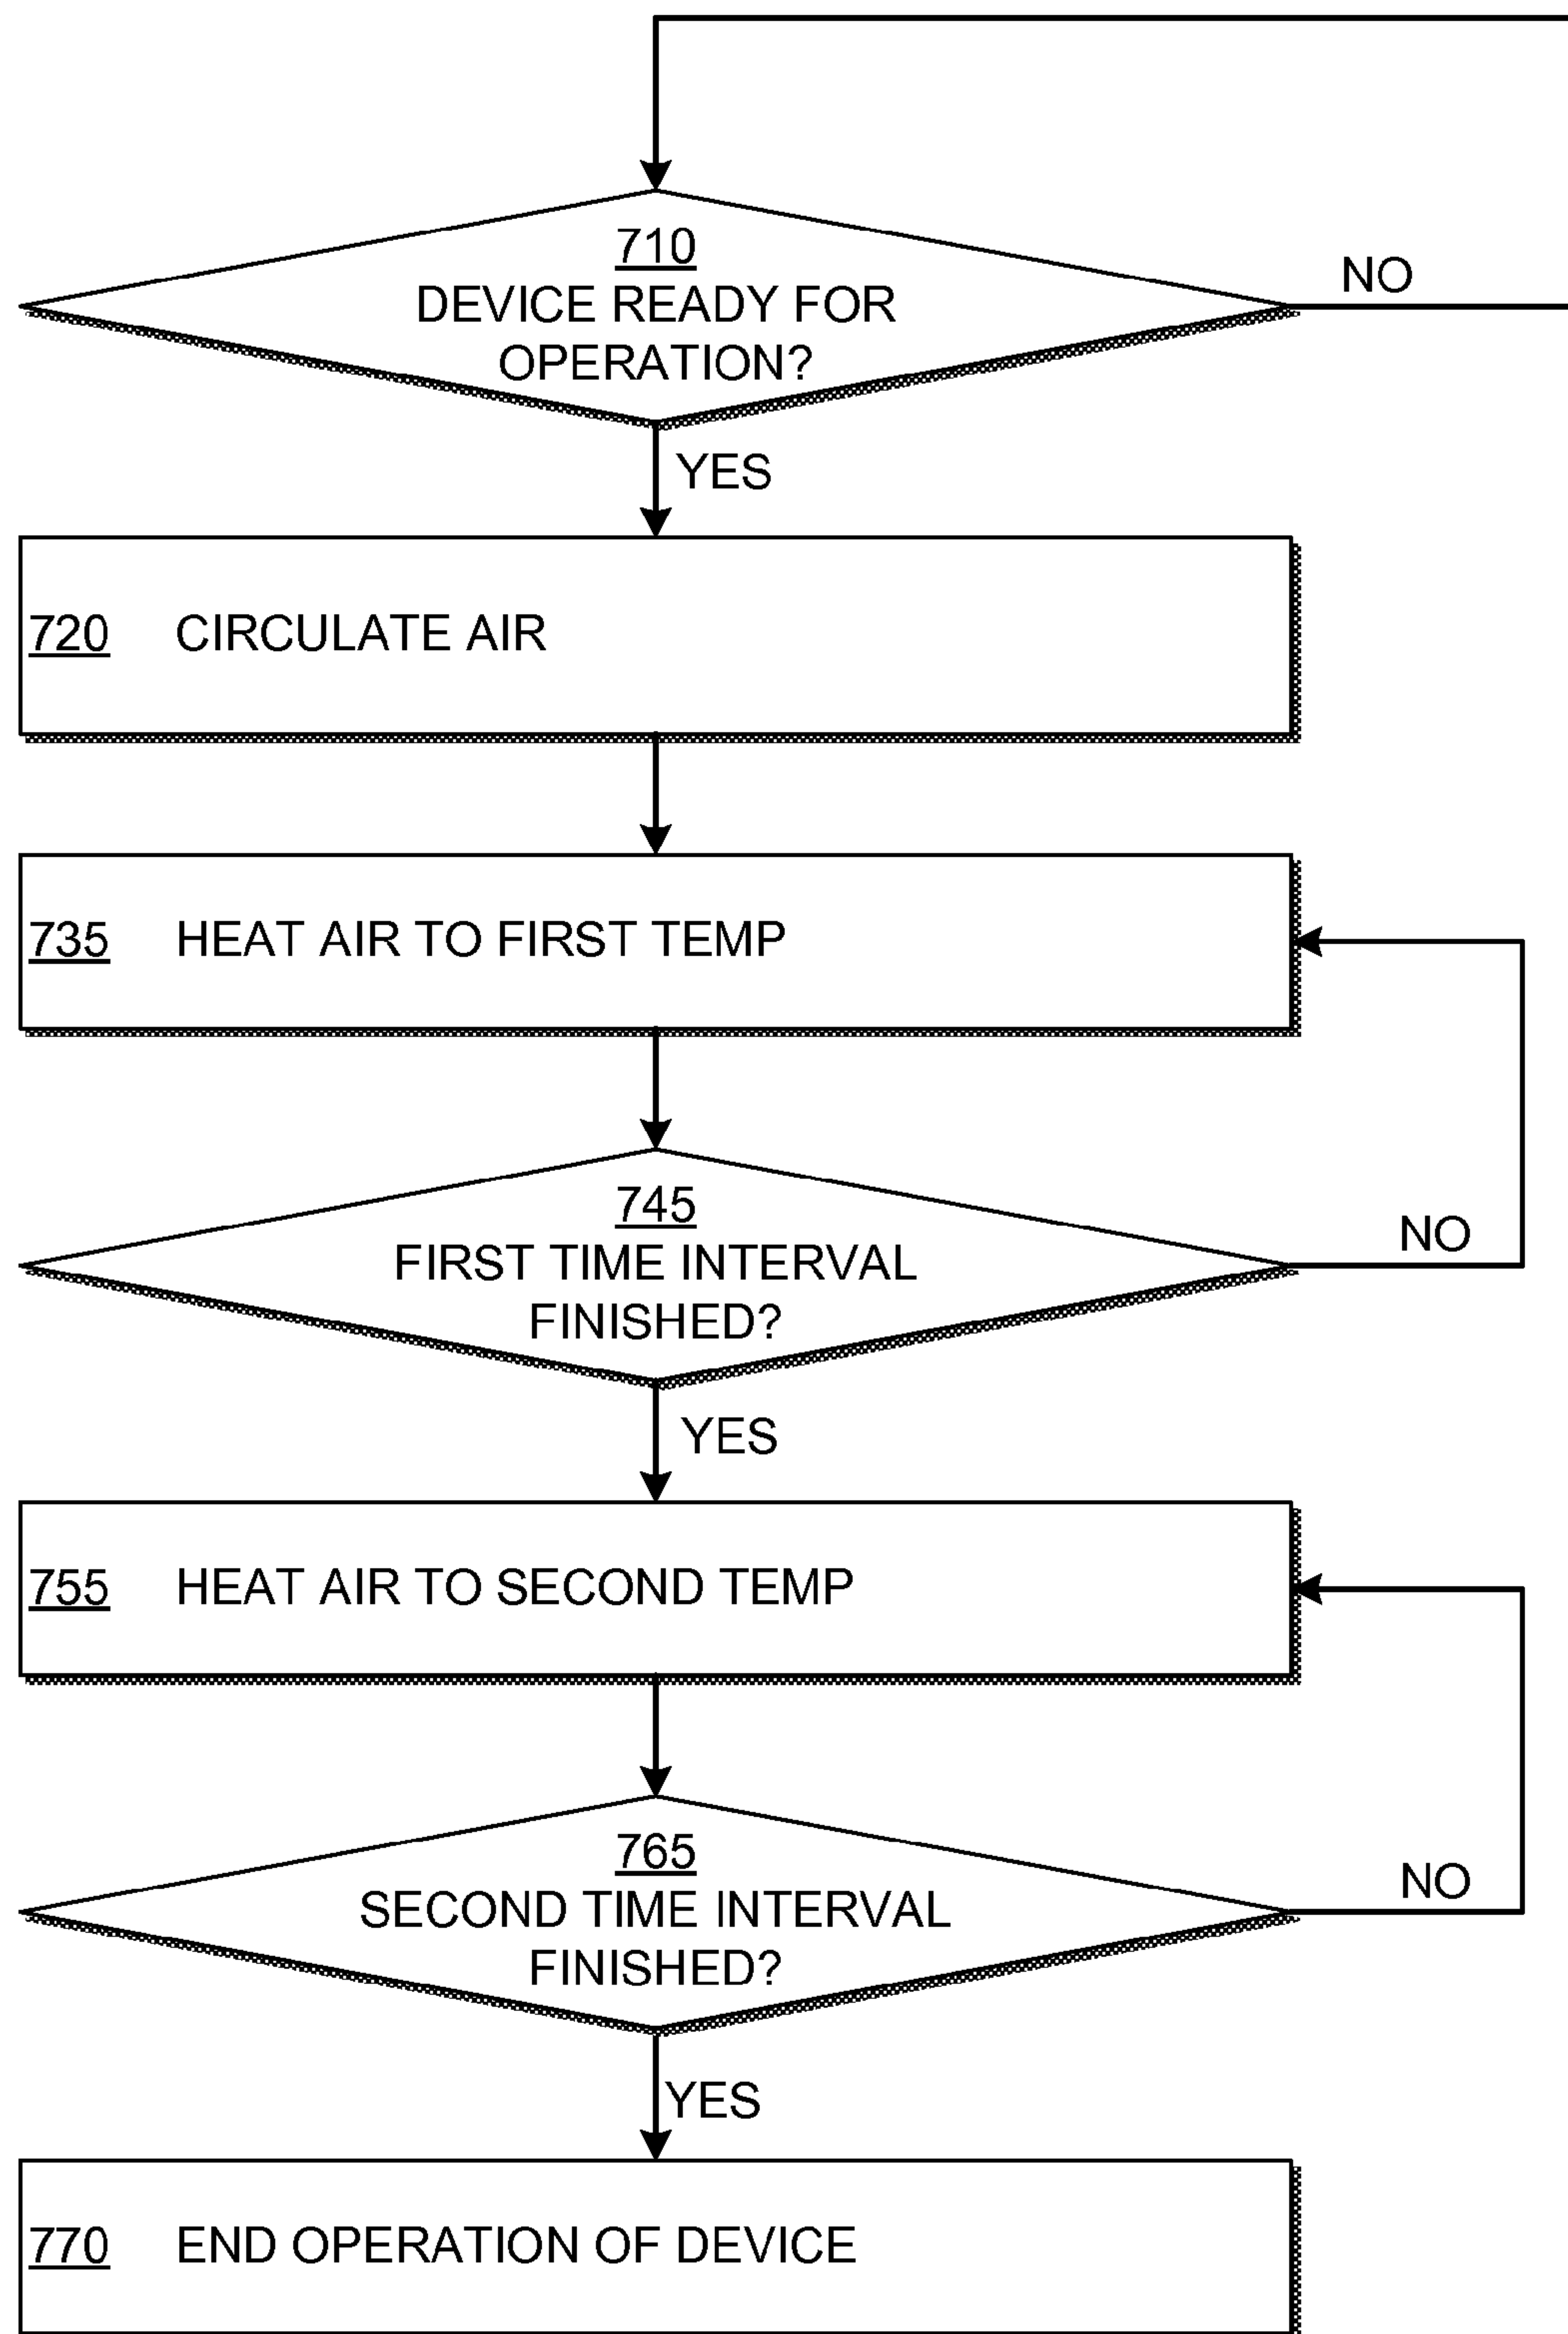 710
DEVICE READY FOR
OPERATION?
NO
YES
720 CIRCULATE AIR
735 HEAT AIR TO FIRST TEMP
745
FIRST TIME INTERVAL
FINISHED?
NO
YES
755 HEAT AIR TO SECOND TEMP
765
SECOND TIME INTERVAL
FINISHED?
NO
YES
770 END OPERATION OF DEVICE